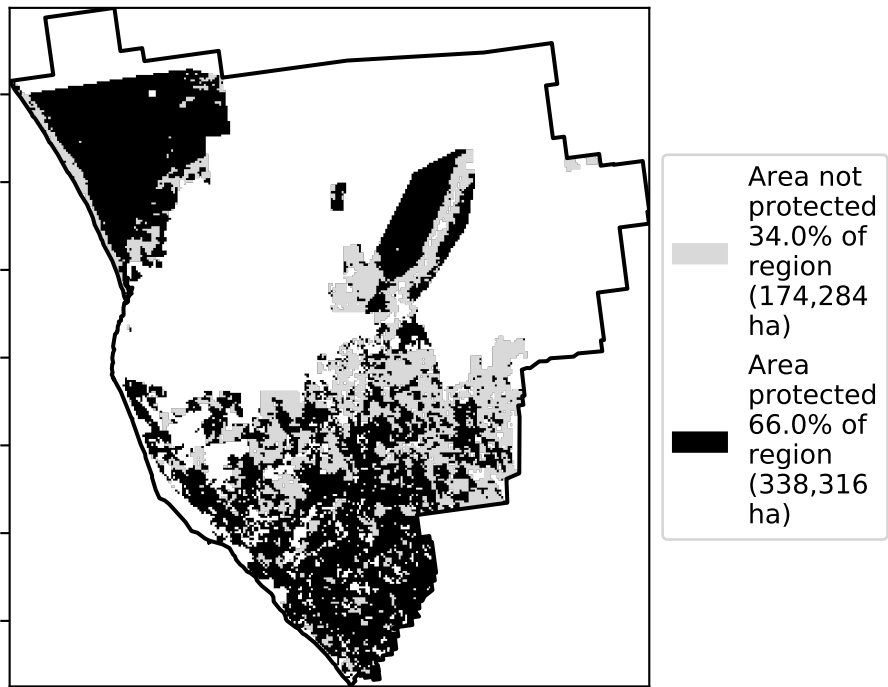 Area not
protected
34.0% of
region
(174,284
ha)
Area
protected
66.0% of
region
(338,316
ha)